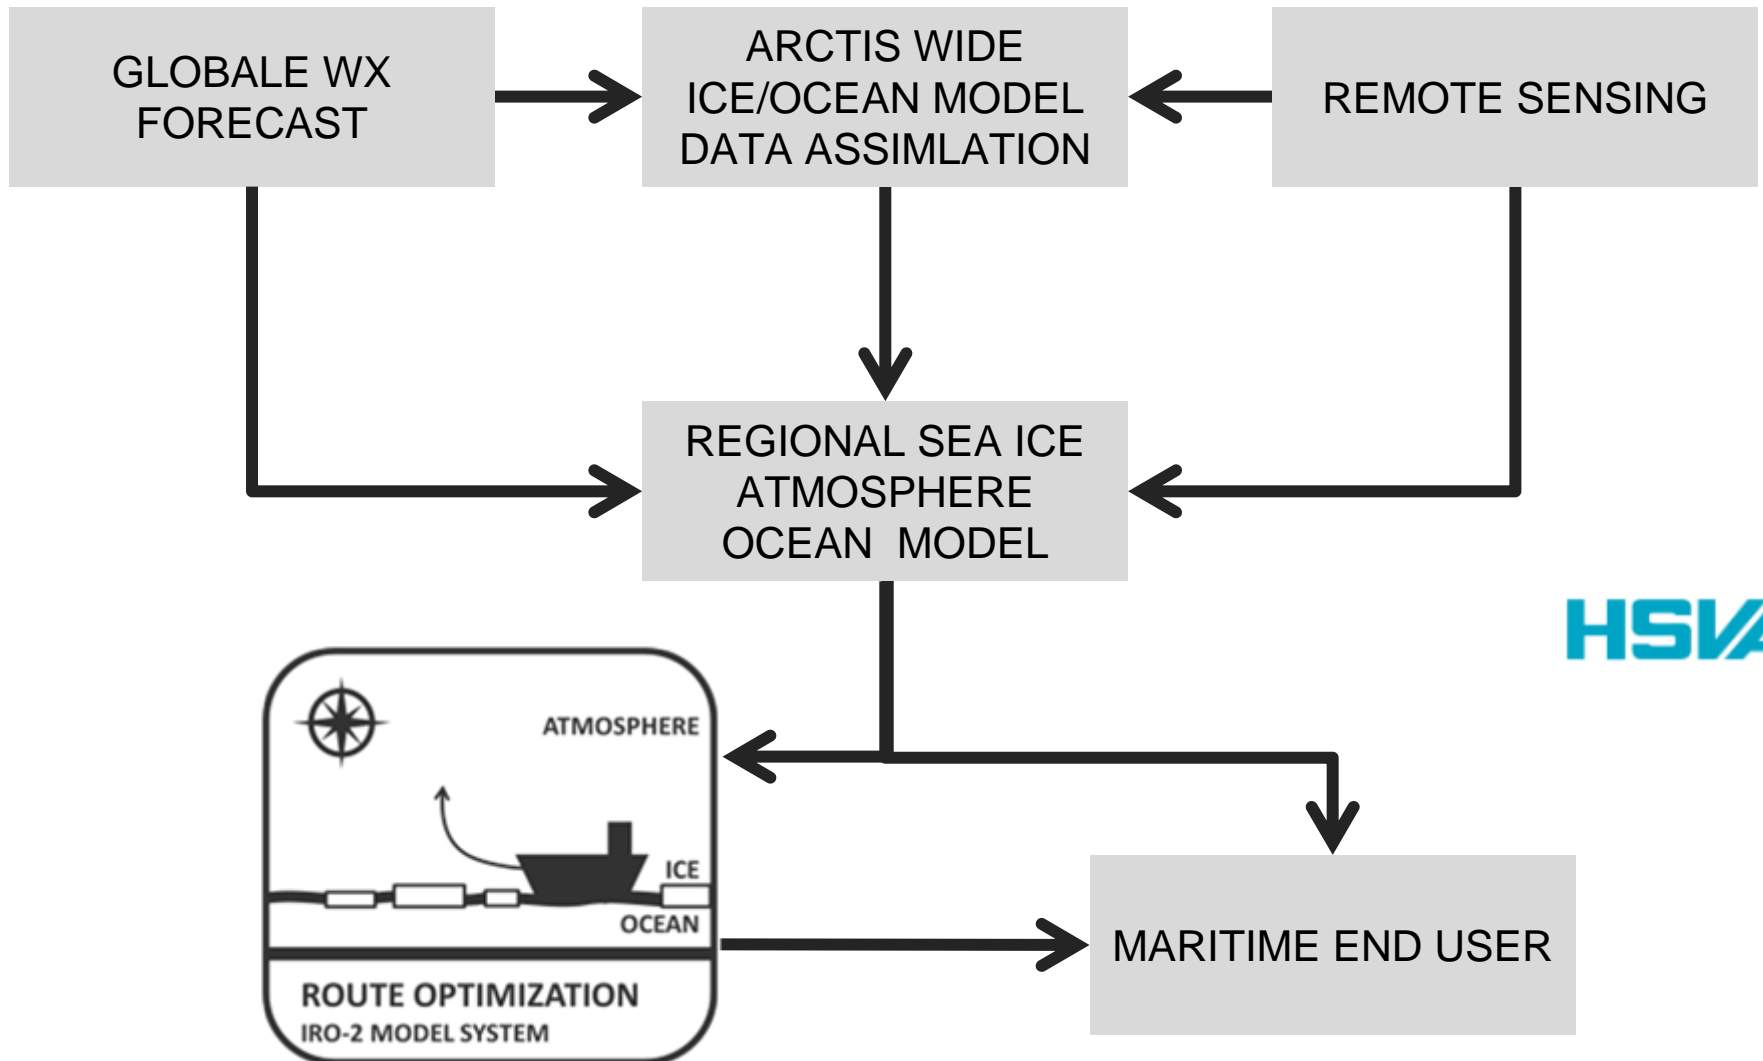 GLOBALE WX
FORECAST
ARCTIS WIDE
ICE/OCEAN MODEL
DATA ASSIMLATION
REMOTE SENSING
REGIONAL SEA ICE
ATMOSPHERE
OCEAN MODEL
HSVA
ATMOSPHERE
ICE
OCEAN
ROUTE OPTIMIZATION
IRO-2 MODEL SYSTEM
MARITIME END USER